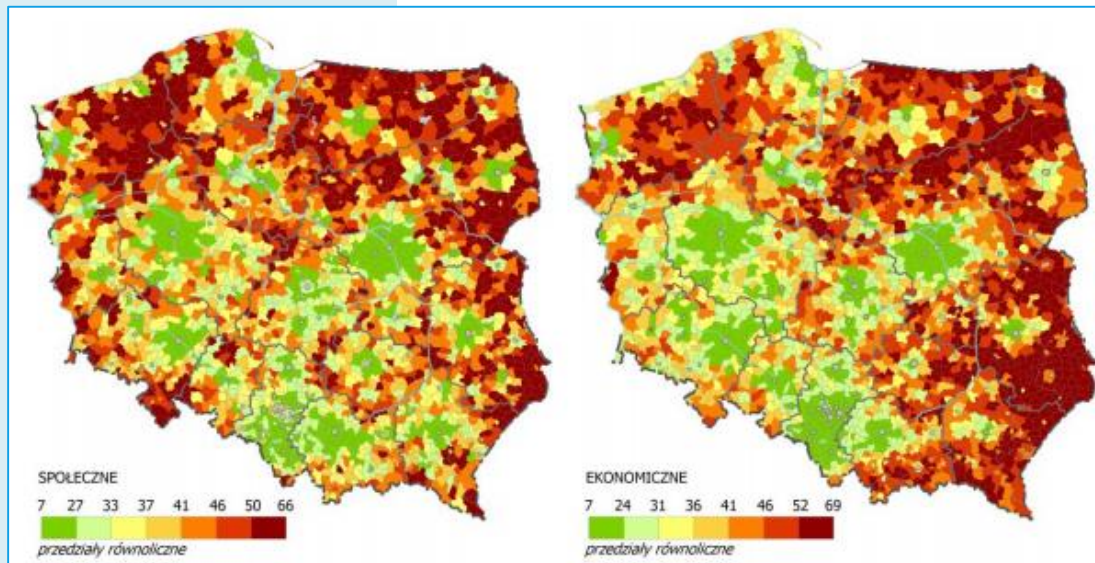 SPOŁECZNE
7 27 33 37 41 46 50 66
przedziały równoliczne
EKONOMICZNE
7 24 31 36 41 46 52 69
przedziały równoliczne